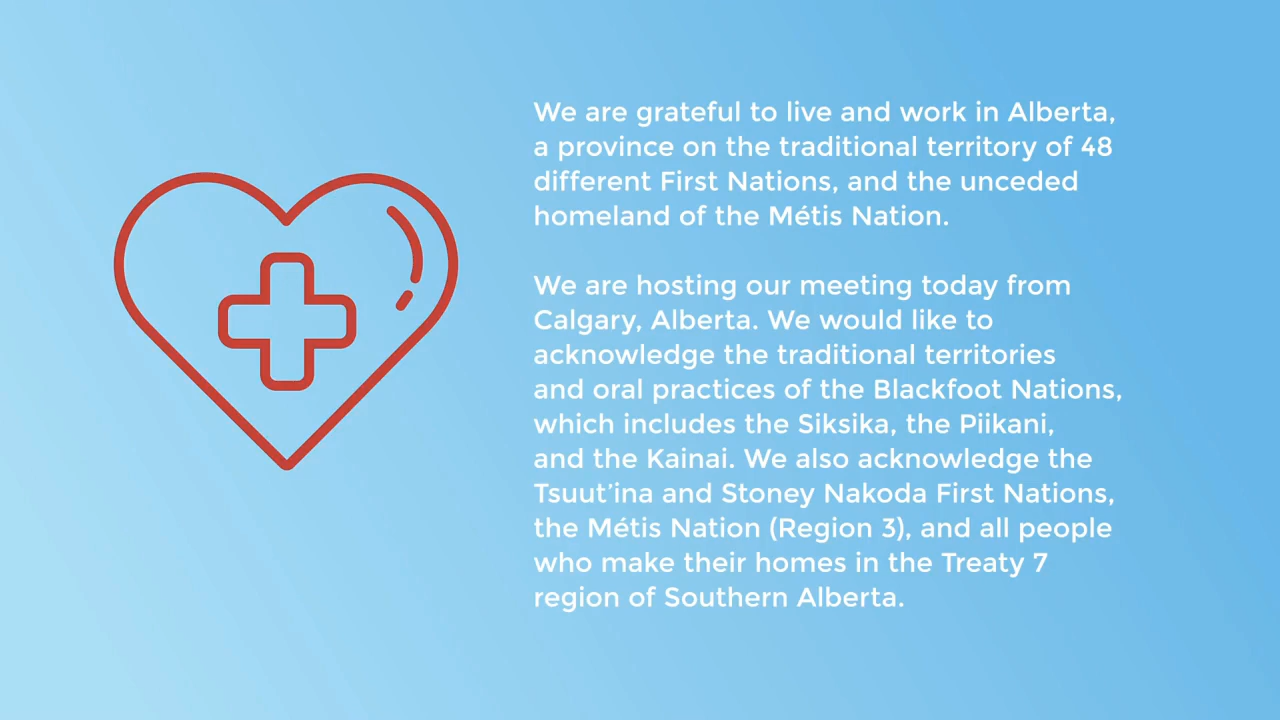 We are grateful to live and work in Alberta,
a province on the traditional territory of 48
different First Nations, and the unceded
homeland of the Métis Nation.
We are hosting our meeting today from
Calgary, Alberta. We would like to
acknowledge the traditional territories
and oral practices of the Blackfoot Nations,
which includes the Siksika, the Piikani,
and the Kainai. We also acknowledge the
Tsuut’ina and Stoney Nakoda First Nations,
the Métis Nation (Region 3), and all people
who make their homes in the Treaty 7
region of Southern Alberta.